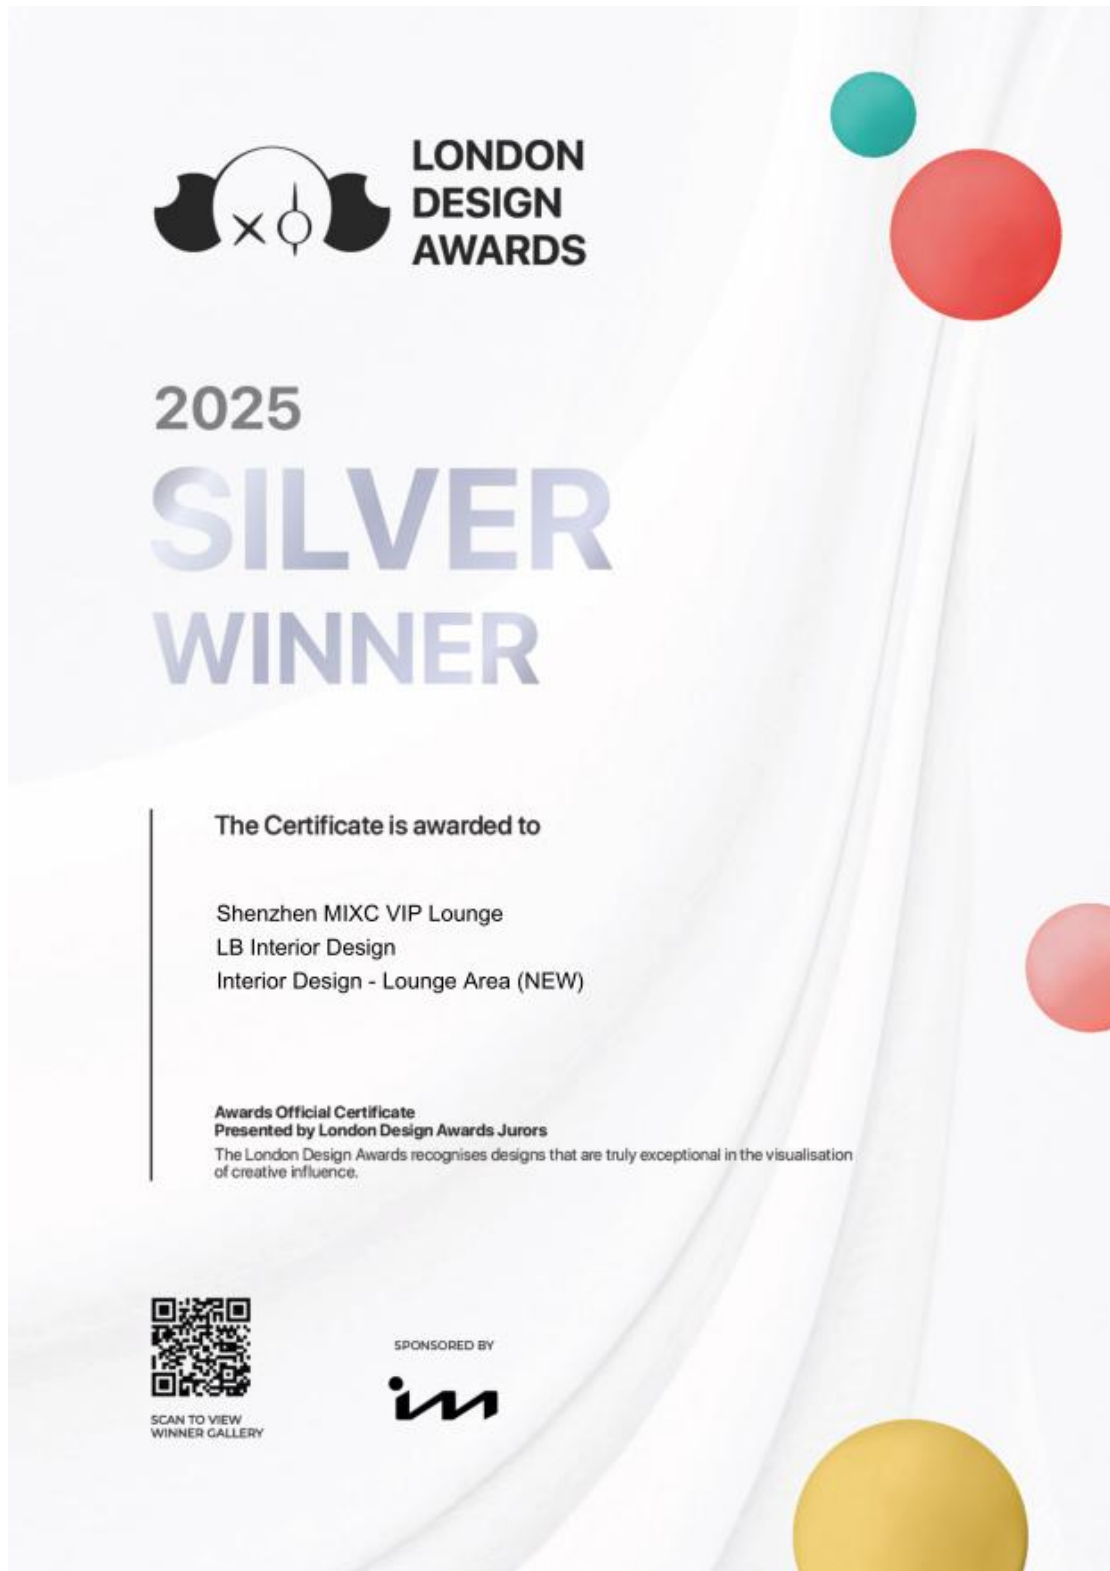 LONDON
DESIGN
AWARDS
2025
SILVER
WINNER
The Certificate is awarded to
Shenzhen MIXC VIP Lounge
LB Interior Design
Interior Design - Lounge Area (NEW)
Awards Official Certificate
Presented by London Design Awards Jurors
The London Design Awards recognises designs that are truly exceptional in the visualisation
of creative influence.
SCAN TO VIEW
WINNER GALLERY
SPONSORED BY
im